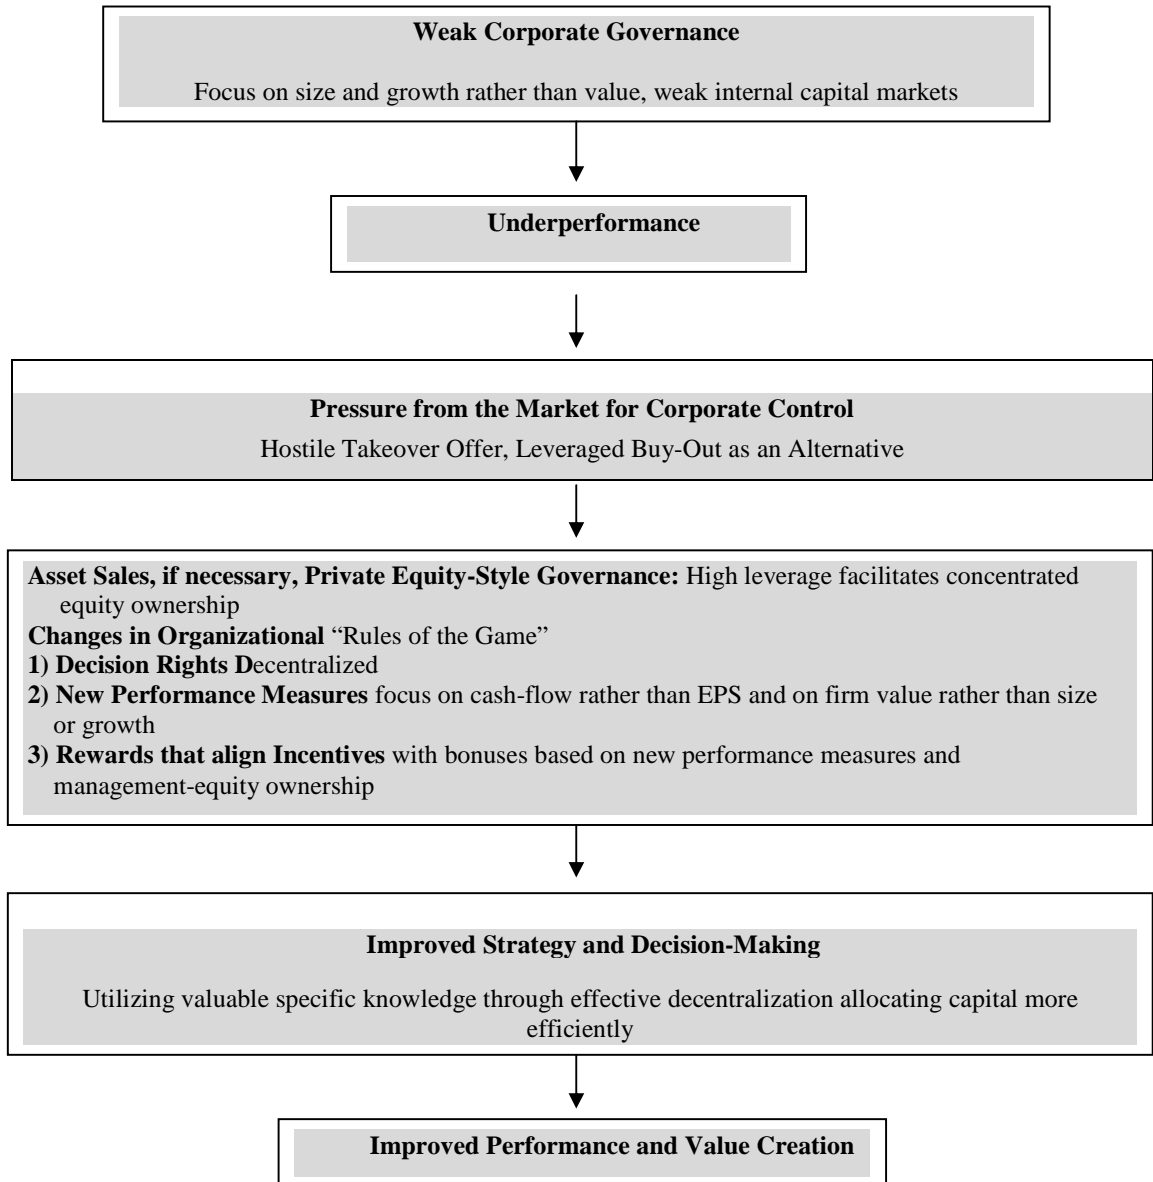 Weak Corporate Governance
Focus on size and growth rather than value, weak internal capital markets
Underperformance
Pressure from the Market for Corporate Control
Hostile Takeover Offer, Leveraged Buy-Out as an Alternative
Asset Sales, if necessary, Private Equity-Style Governance: High leverage facilitates concentrated
equity ownership
Changes in Organizational “Rules of the Game”
1) Decision Rights Decentralized
2) New Performance Measures focus on cash-flow rather than EPS and on firm value rather than size
or growth
3) Rewards that align Incentives with bonuses based on new performance measures and
management-equity ownership
Improved Strategy and Decision-Making
Utilizing valuable specific knowledge through effective decentralization allocating capital more
efficiently
Improved Performance and Value Creation